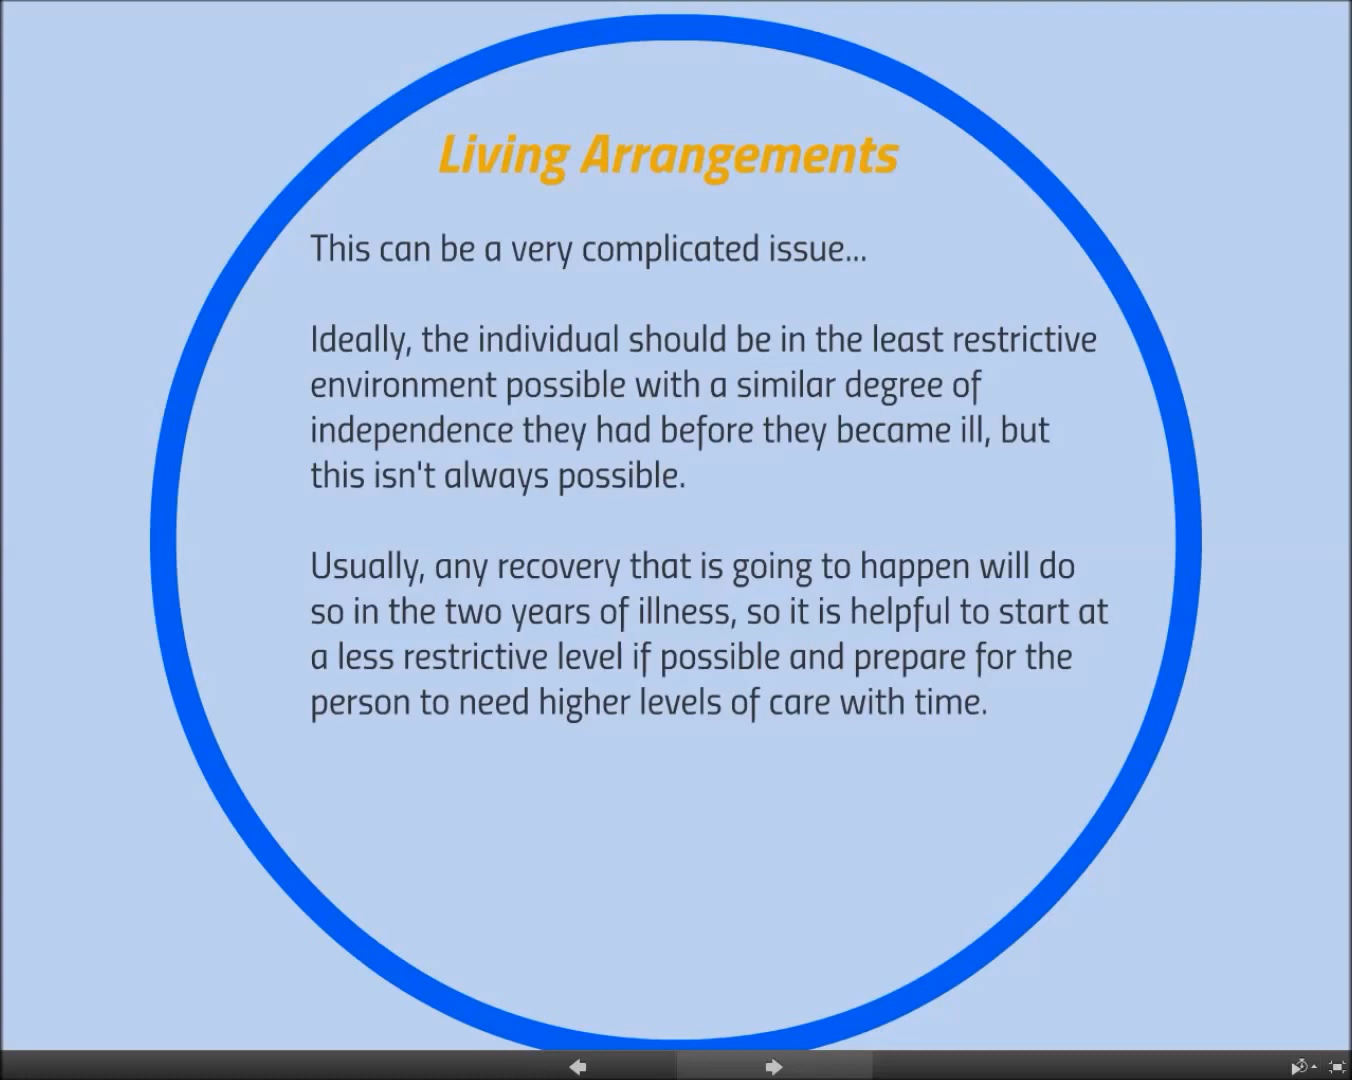 Living Arrangements
This can be a very complicated issue...
Ideally, the individual should be in the least restrictive
environment possible with a similar degree of
independence they had before they became ill, but
this isn't always possible.
Usually, any recovery that is going to happen will do
so in the two years of illness, so it is helpful to start at
a less restrictive level if possible and prepare for the
person to need higher levels of care with time.